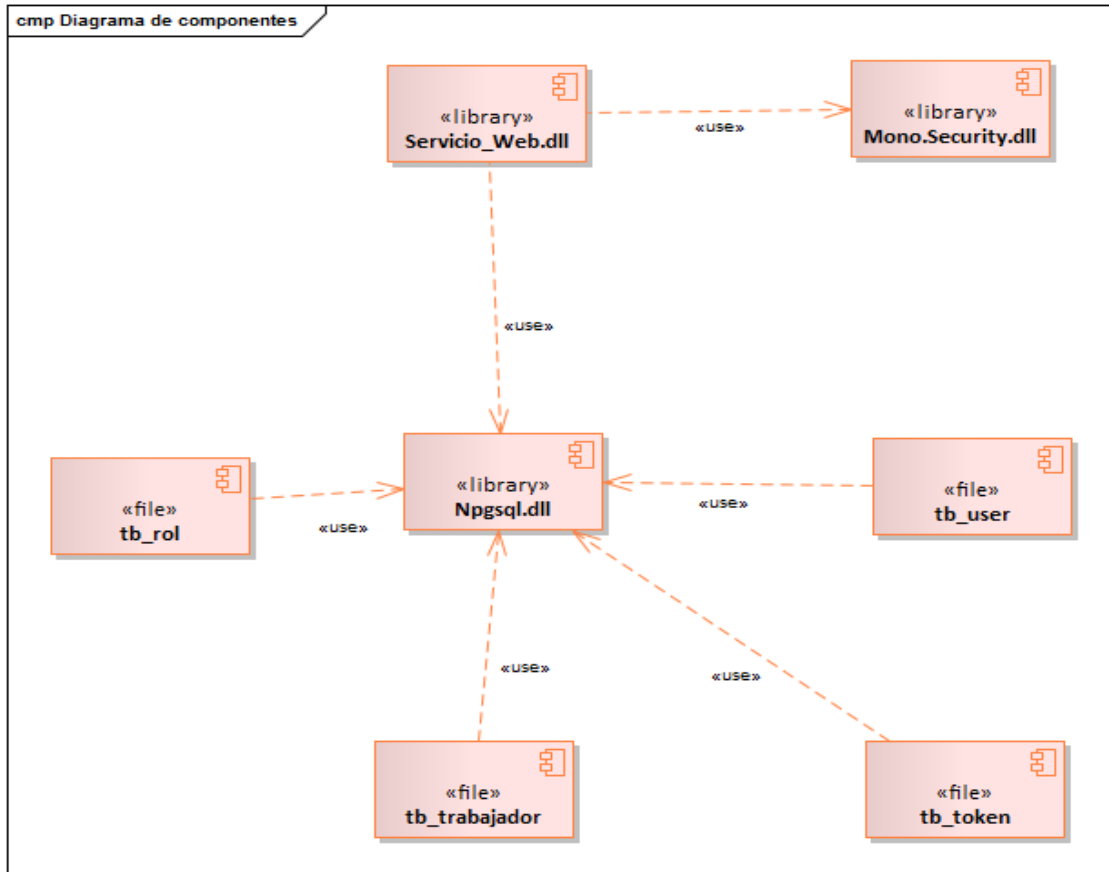 cmp Diagrama de componentes
«library»
Servicio_Web.dll
«use»
«library»
Mono.Security.dll
«use»
«file»
tb_rol
«use»
«library»
Npgsql.dll
«use»
«file»
tb_user
«use»
«use»
«file»
tb_trabajador
«file»
tb_token